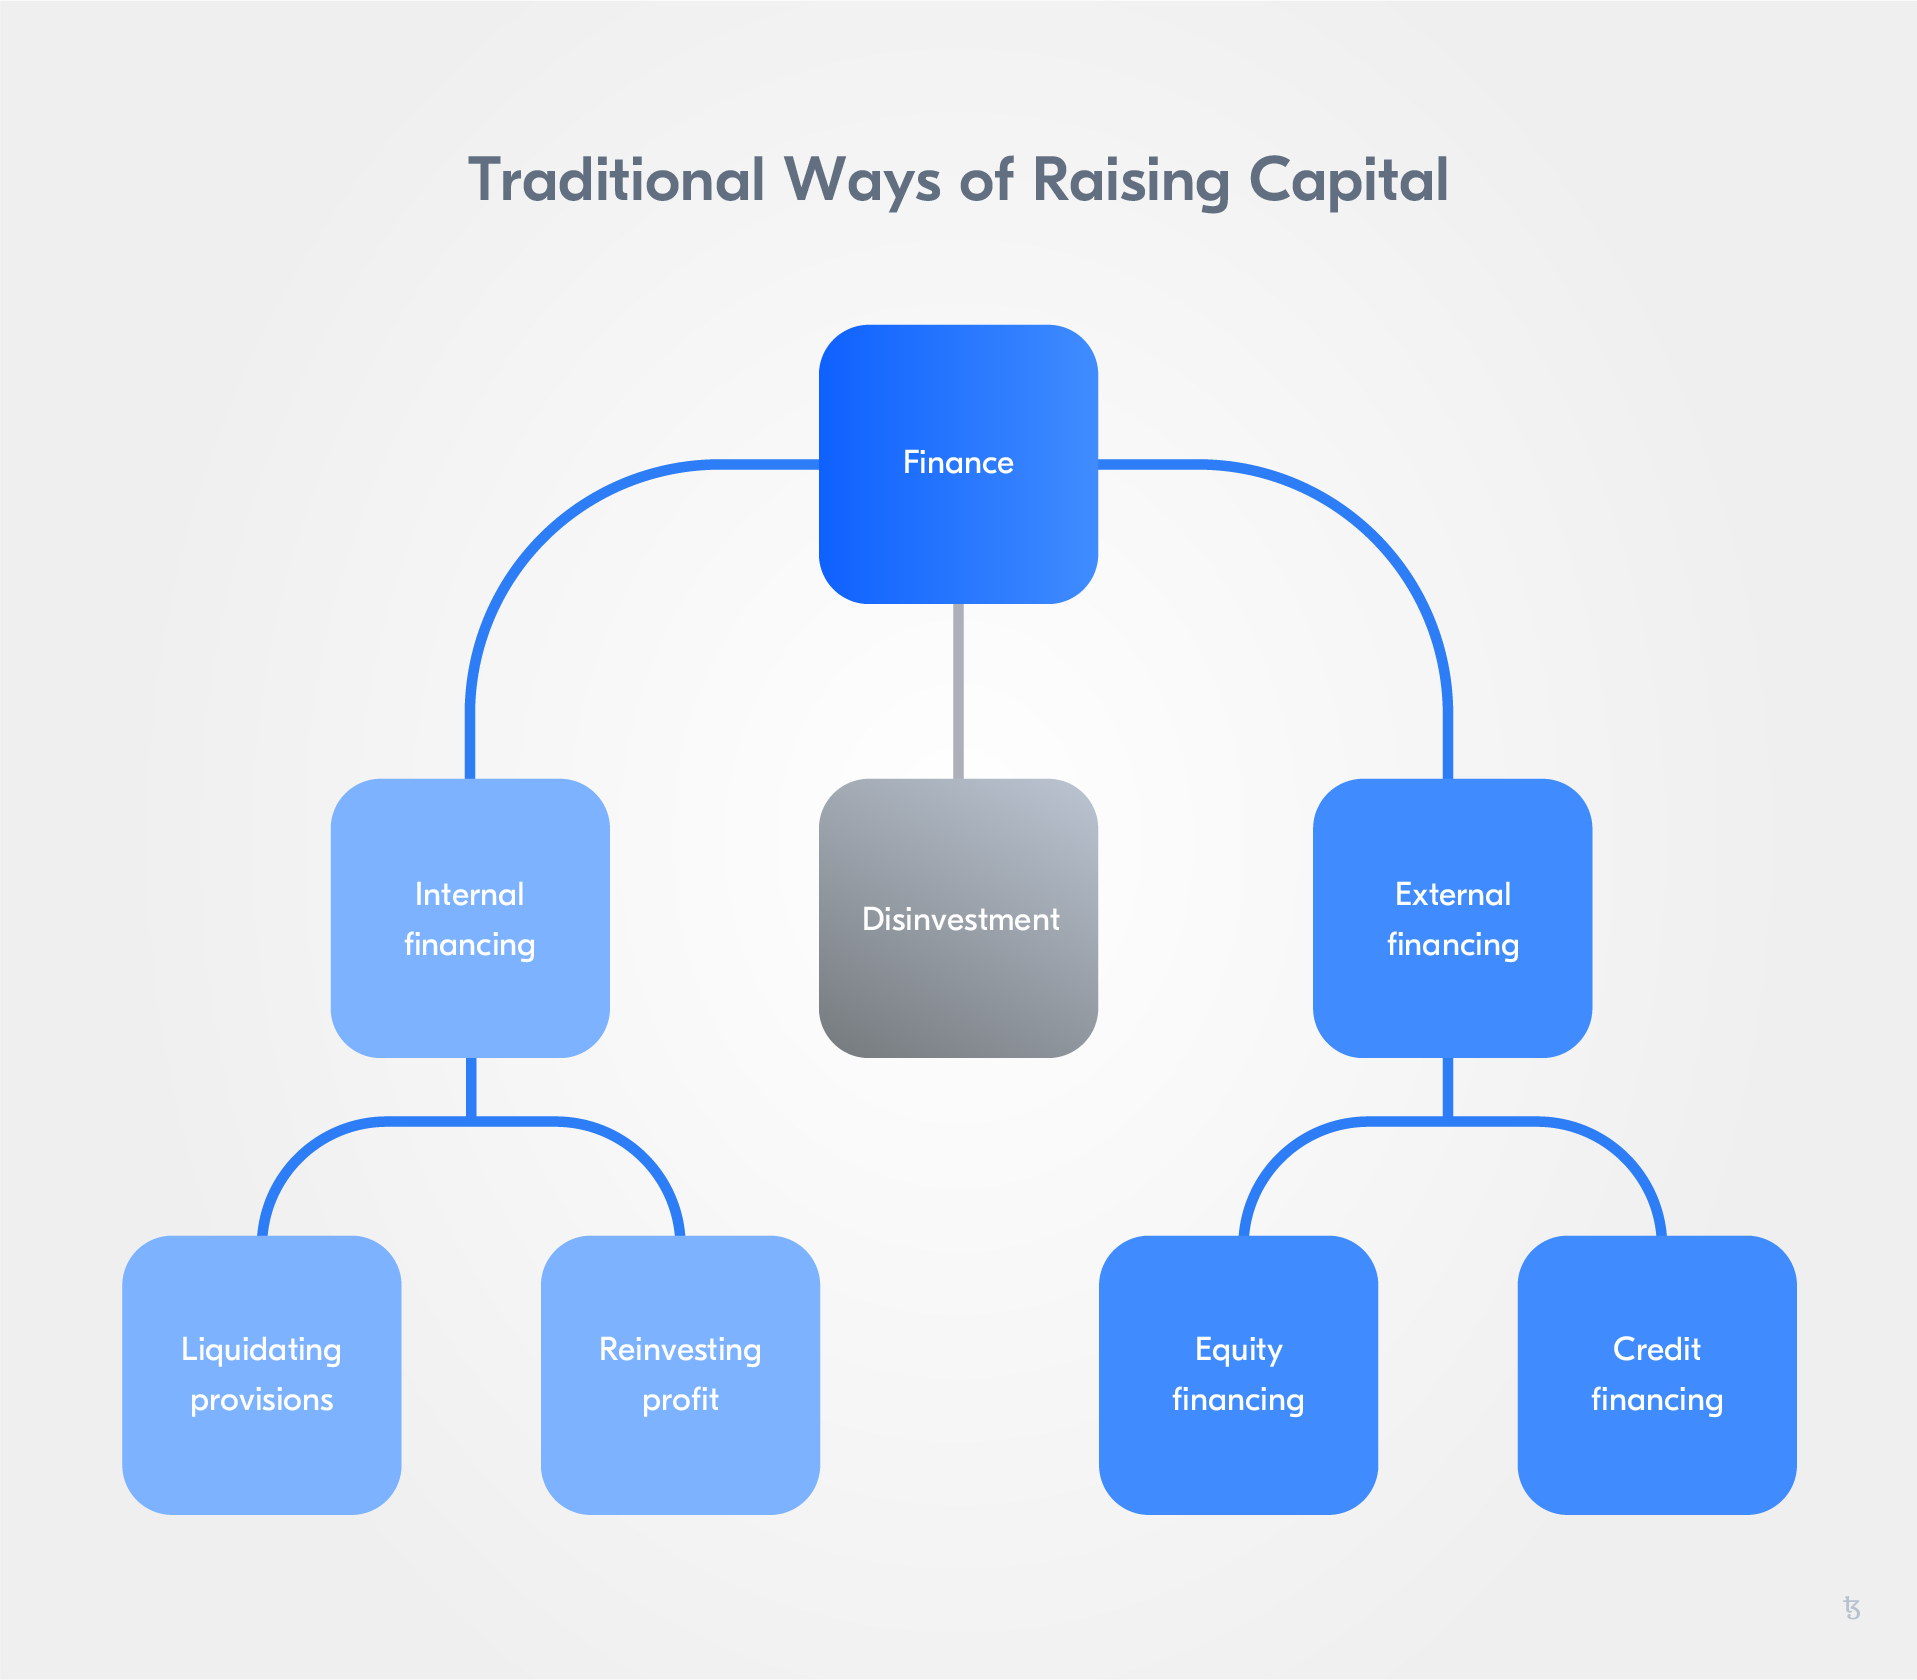 Traditional Ways of Raising Capital
Finance
Internal
financing
Disinvestment
External
financing
Liquidating
provisions
Reinvesting
profit
Equity
financing
Credit
financing